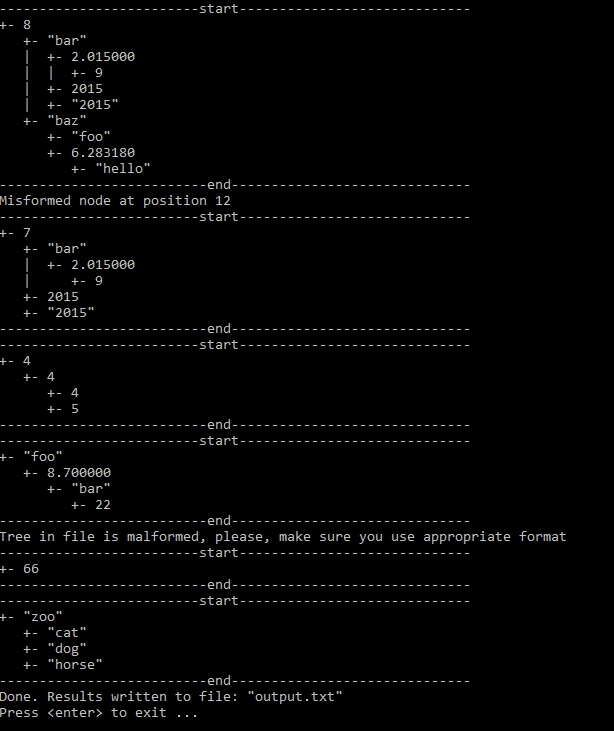 -------------------------start-----------------------------
+- 8
   +- "bar"
   |  +- 2.015000
   |  |  +- 9
   |  +- 2015
   |  +- "2015"
   +- "baz"
      +- "foo"
      +- 6.283180
         +- "hello"
--------------------------end------------------------------
Misformed node at position 12
-------------------------start-----------------------------
+- 7
   +- "bar"
   |  +- 2.015000
   |     +- 9
   +- 2015
   +- "2015"
--------------------------end------------------------------
-------------------------start-----------------------------
+- 4
   +- 4
      +- 4
      +- 5
--------------------------end------------------------------
-------------------------start-----------------------------
+- "foo"
   +- 8.700000
      +- "bar"
         +- 22
--------------------------end------------------------------
Tree in file is malformed, please, make sure you use appropriate format
-------------------------start-----------------------------
+- 66
--------------------------end------------------------------
-------------------------start-----------------------------
+- "zoo"
   +- "cat"
   +- "dog"
   +- "horse"
--------------------------end------------------------------
Done. Results written to file: "output.txt"
Press <enter> to exit ...